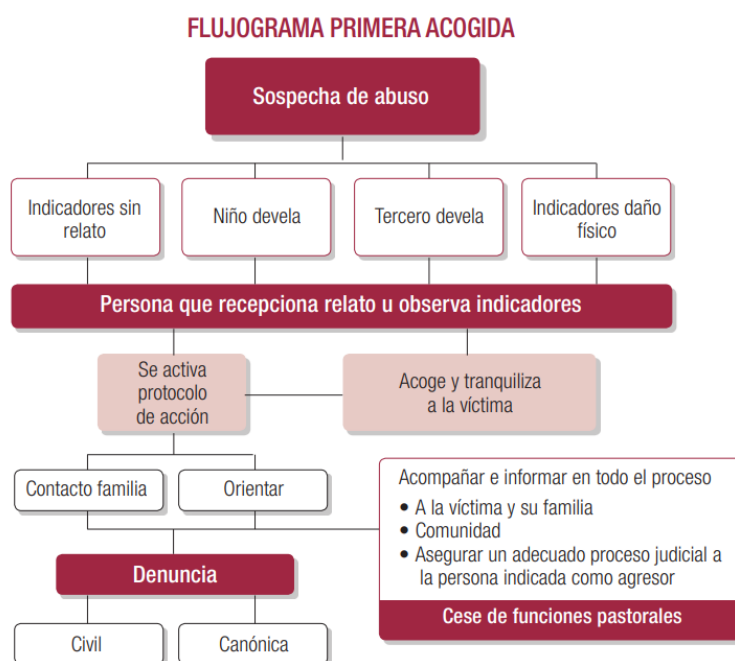 FLUJOGRAMA PRIMERA ACOGIDA
Sospecha de abuso
Indicadores sin
relato
Niño devela
Tercero devela
Indicadores daño
físico
Persona que recepciona relato u observa indicadores
Se activa
protocolo
de acción
Acoge y tranquiliza
a la víctima
Contacto familia
Orientar
Acompañar e informar en todo el proceso
• A la víctima y su familia
• Comunidad
• Asegurar un adecuado proceso judicial a
la persona indicada como agresor
Cese de funciones pastorales
Denuncia
Civil
Canónica